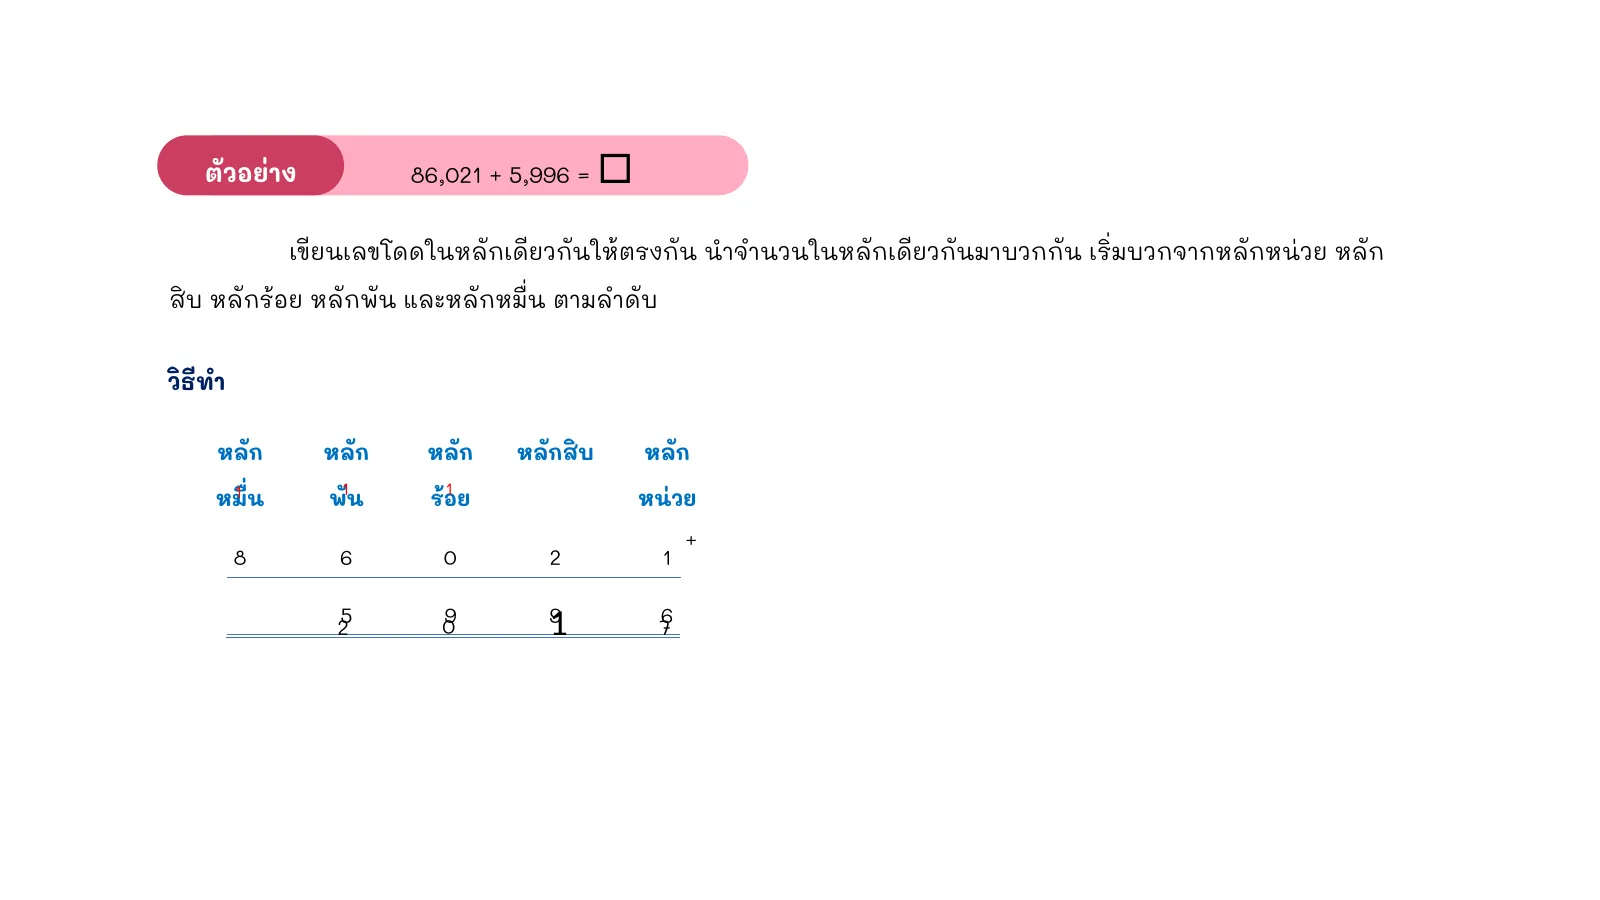 ตัวอย่าง 86,021 + 5,996 = □
เขียนเลขโดดในหลักเดียวกันให้ตรงกัน นำจำนวนในหลักเดียวกันมาบวกกัน เริ่มบวกจากหลักหน่วย หลัก
สิบ หลักร้อย หลักพัน และหลักหมื่น ตามลำดับ
วิธีทำ
หลัก หลัก หลัก หลักสิบ หลัก
หมื่น พัน ร้อย หน่วย
1 1 1
+
8 6 0 2 1
5 9 9 6
2 0 1 7